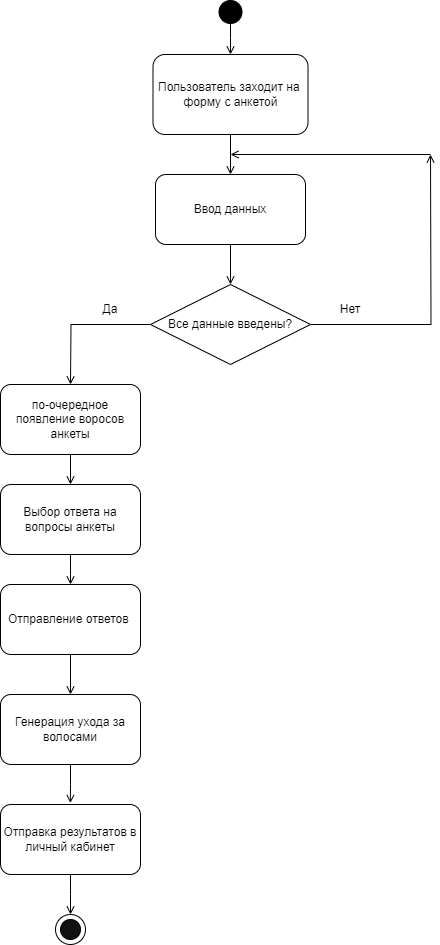 Пользователь заходит на
форму с анкетой
Ввод данных
Да
Все данные введены?
Нет
по-очередное
появление воросов
анкеты
Выбор ответа на
вопросы анкеты
Отправление ответов
Генерация ухода за
волосами
Отправка результатов в
личный кабинет